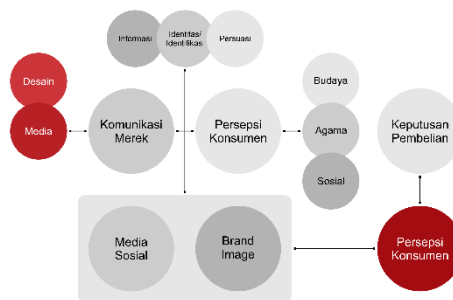 Informasi
Identitas/
Identifikas
Persuasi
Desain
Media
Komunikasi
Merek
Persepsi
Konsumen
Budaya
Agama
Sosial
Keputusan
Pembelian
Media
Sosial
Brand
Image
Persepsi
Konsumen